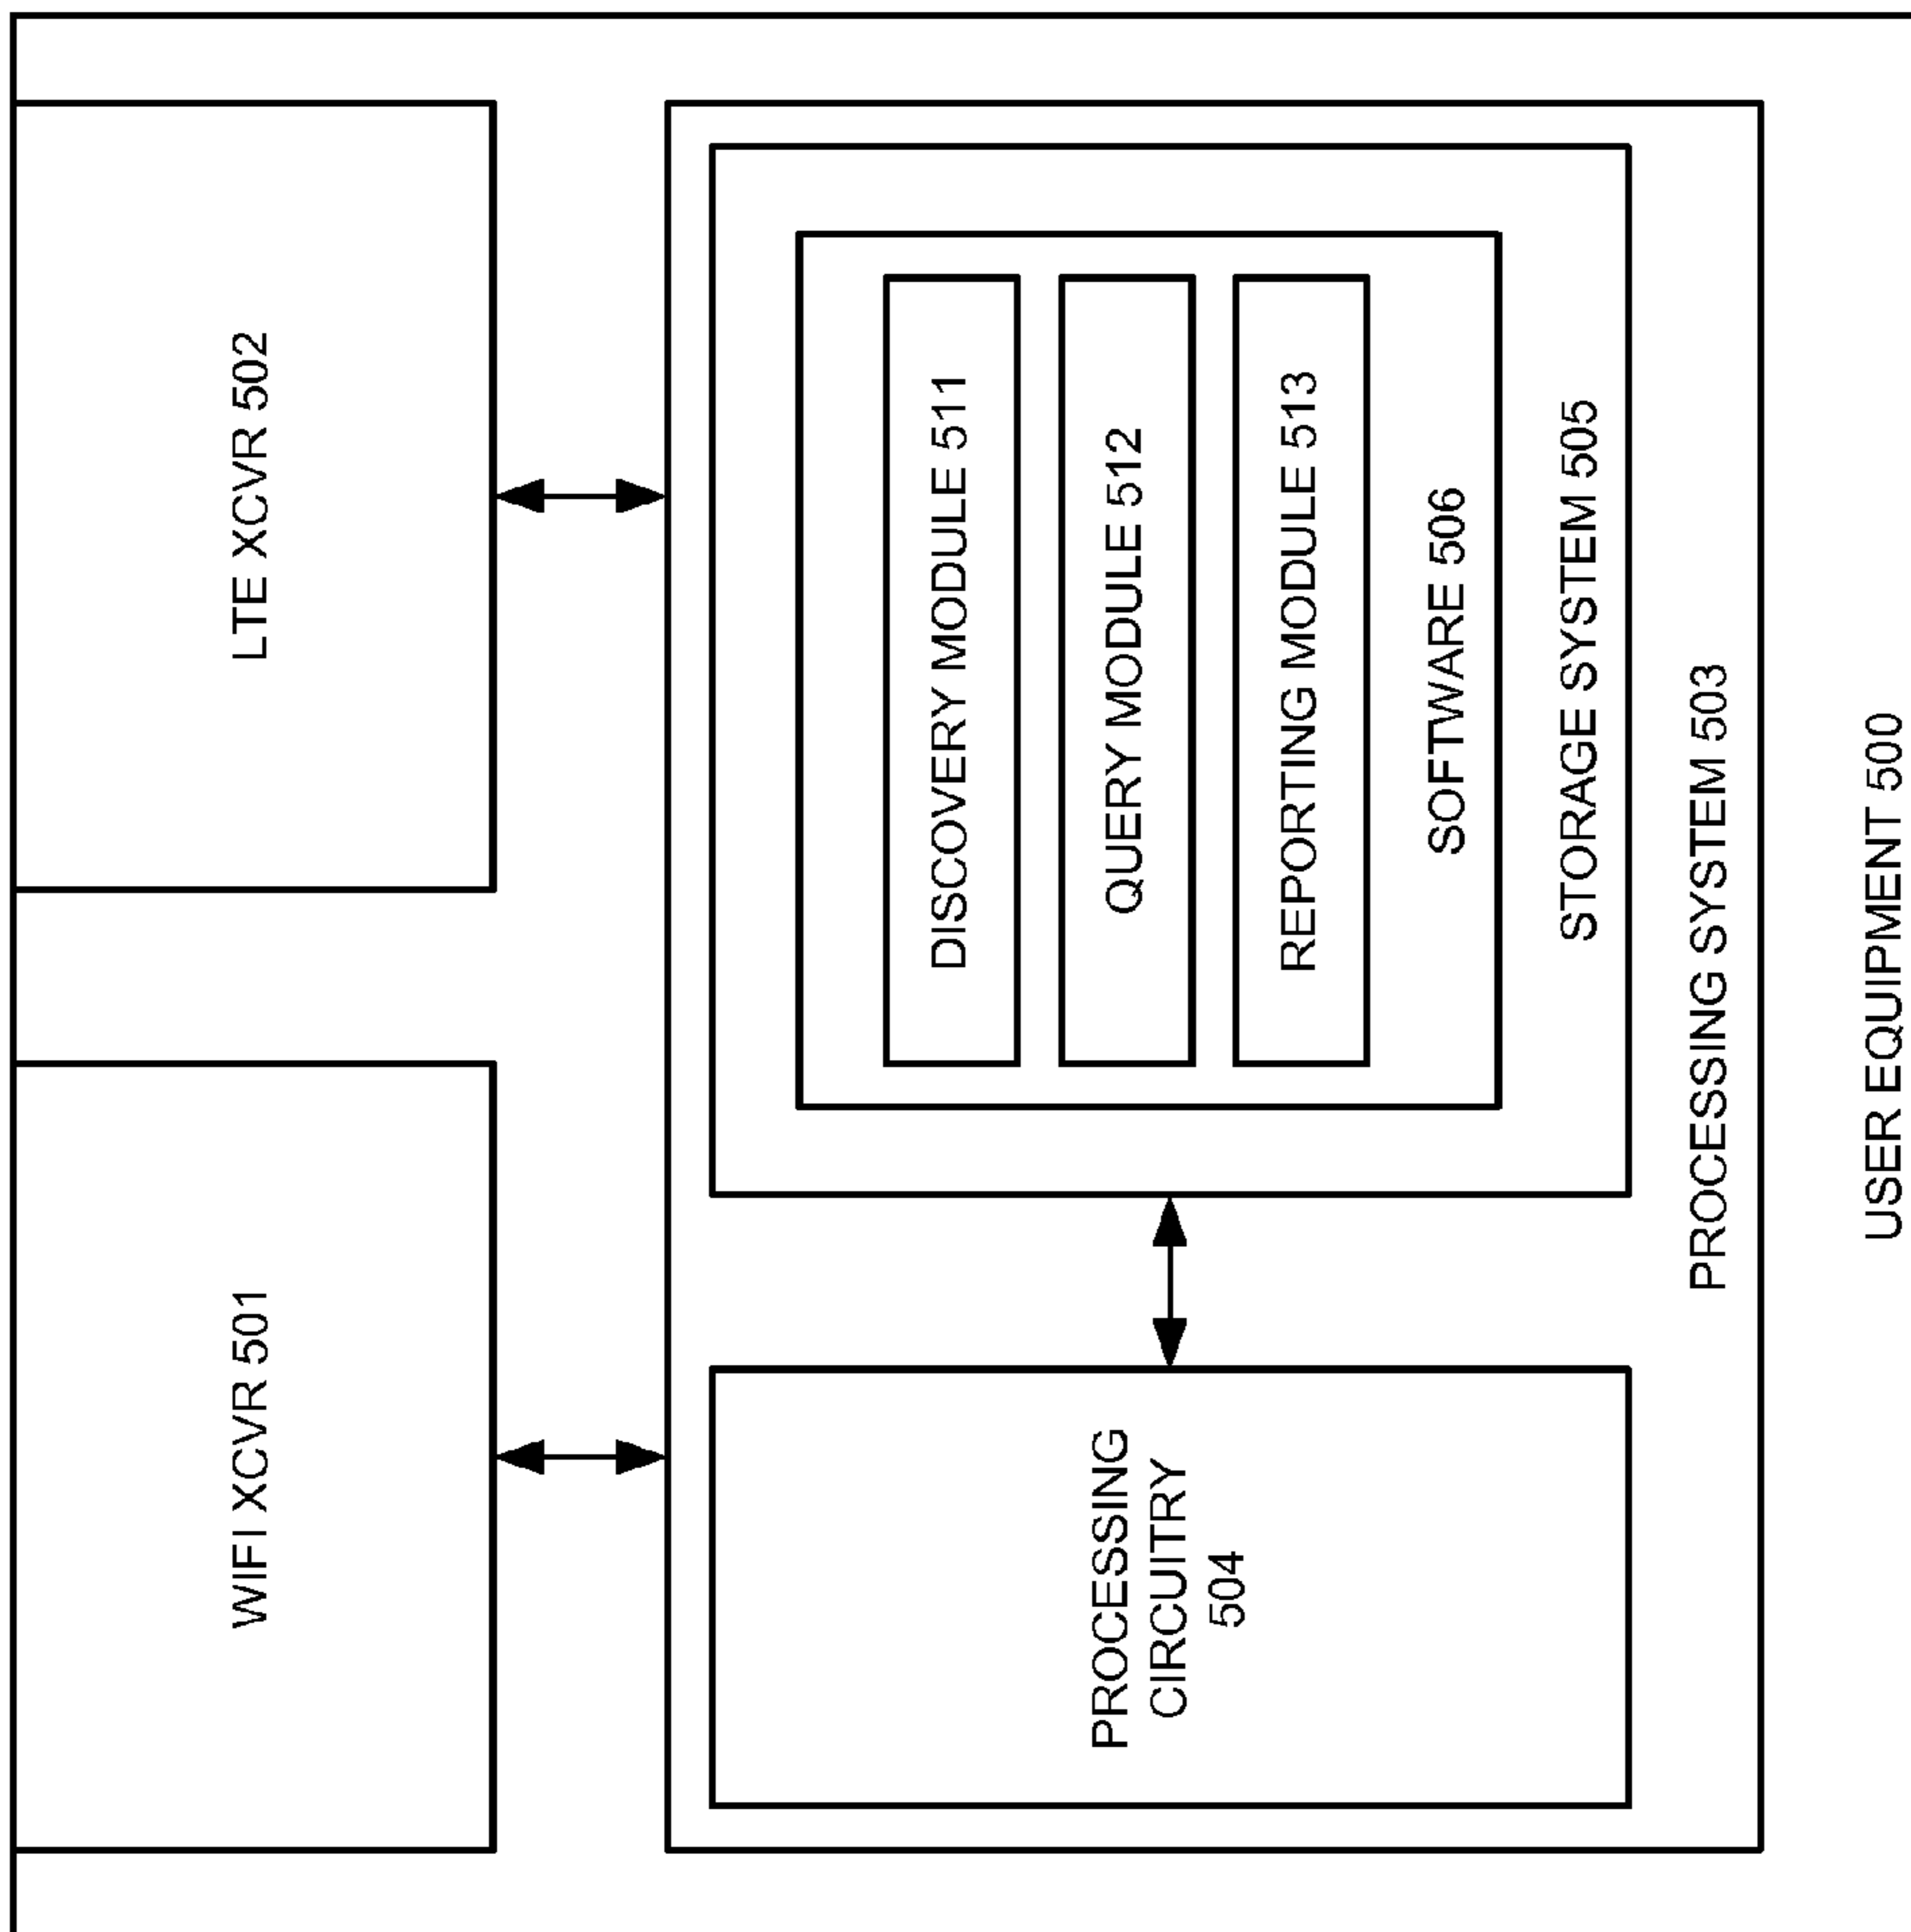 WIFI XCVR 501
LTE XCVR 502
PROCESSING
CIRCUITRY
504
DISCOVERY MODULE 511
QUERY MODULE 512
REPORTING MODULE 513
SOFTWARE 506
STORAGE SYSTEM 505
PROCESSING SYSTEM 503
USER EQUIPMENT 500